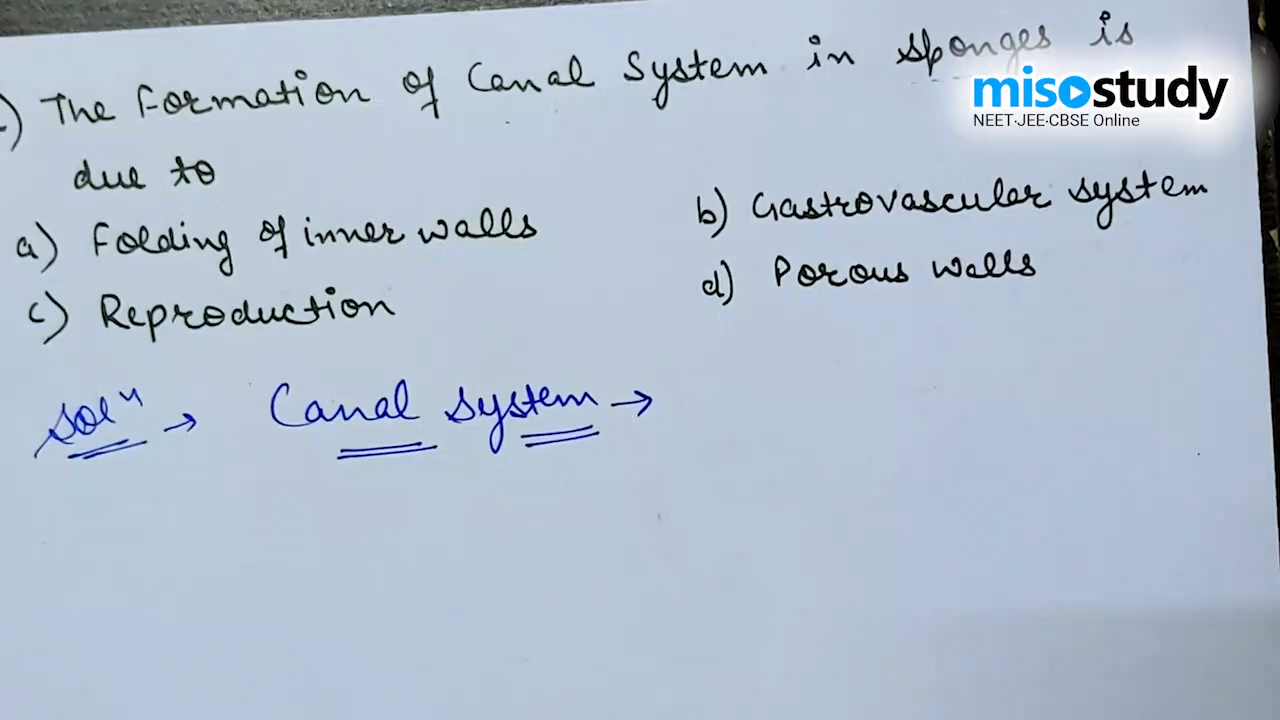 The Formation of Canal System in sponges is
due to
a) Folding of inner walls
b) Gastrovascular system
c) Reproduction
d) Porous walls
Solⁿ → Canal system →
misostudy
NEET·JEE·CBSE Online